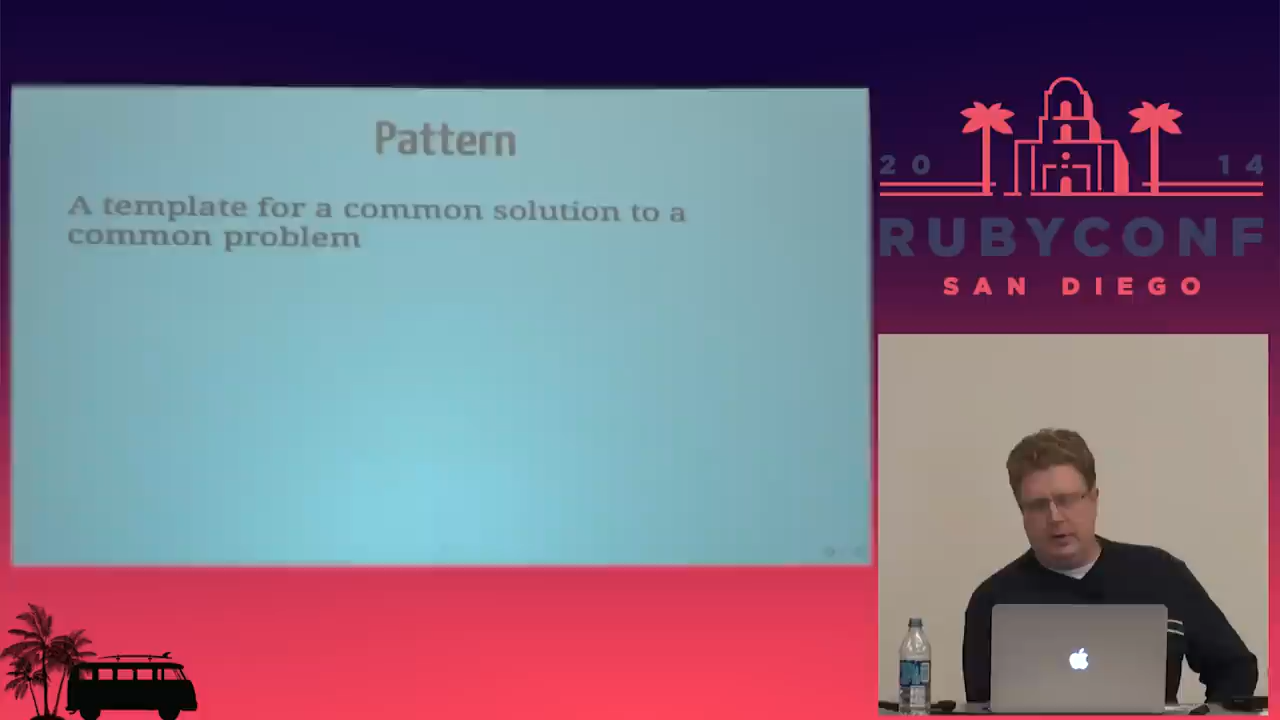 Pattern
A template for a common solution to a
common problem
20 14
RUBYCONF
SAN DIEGO